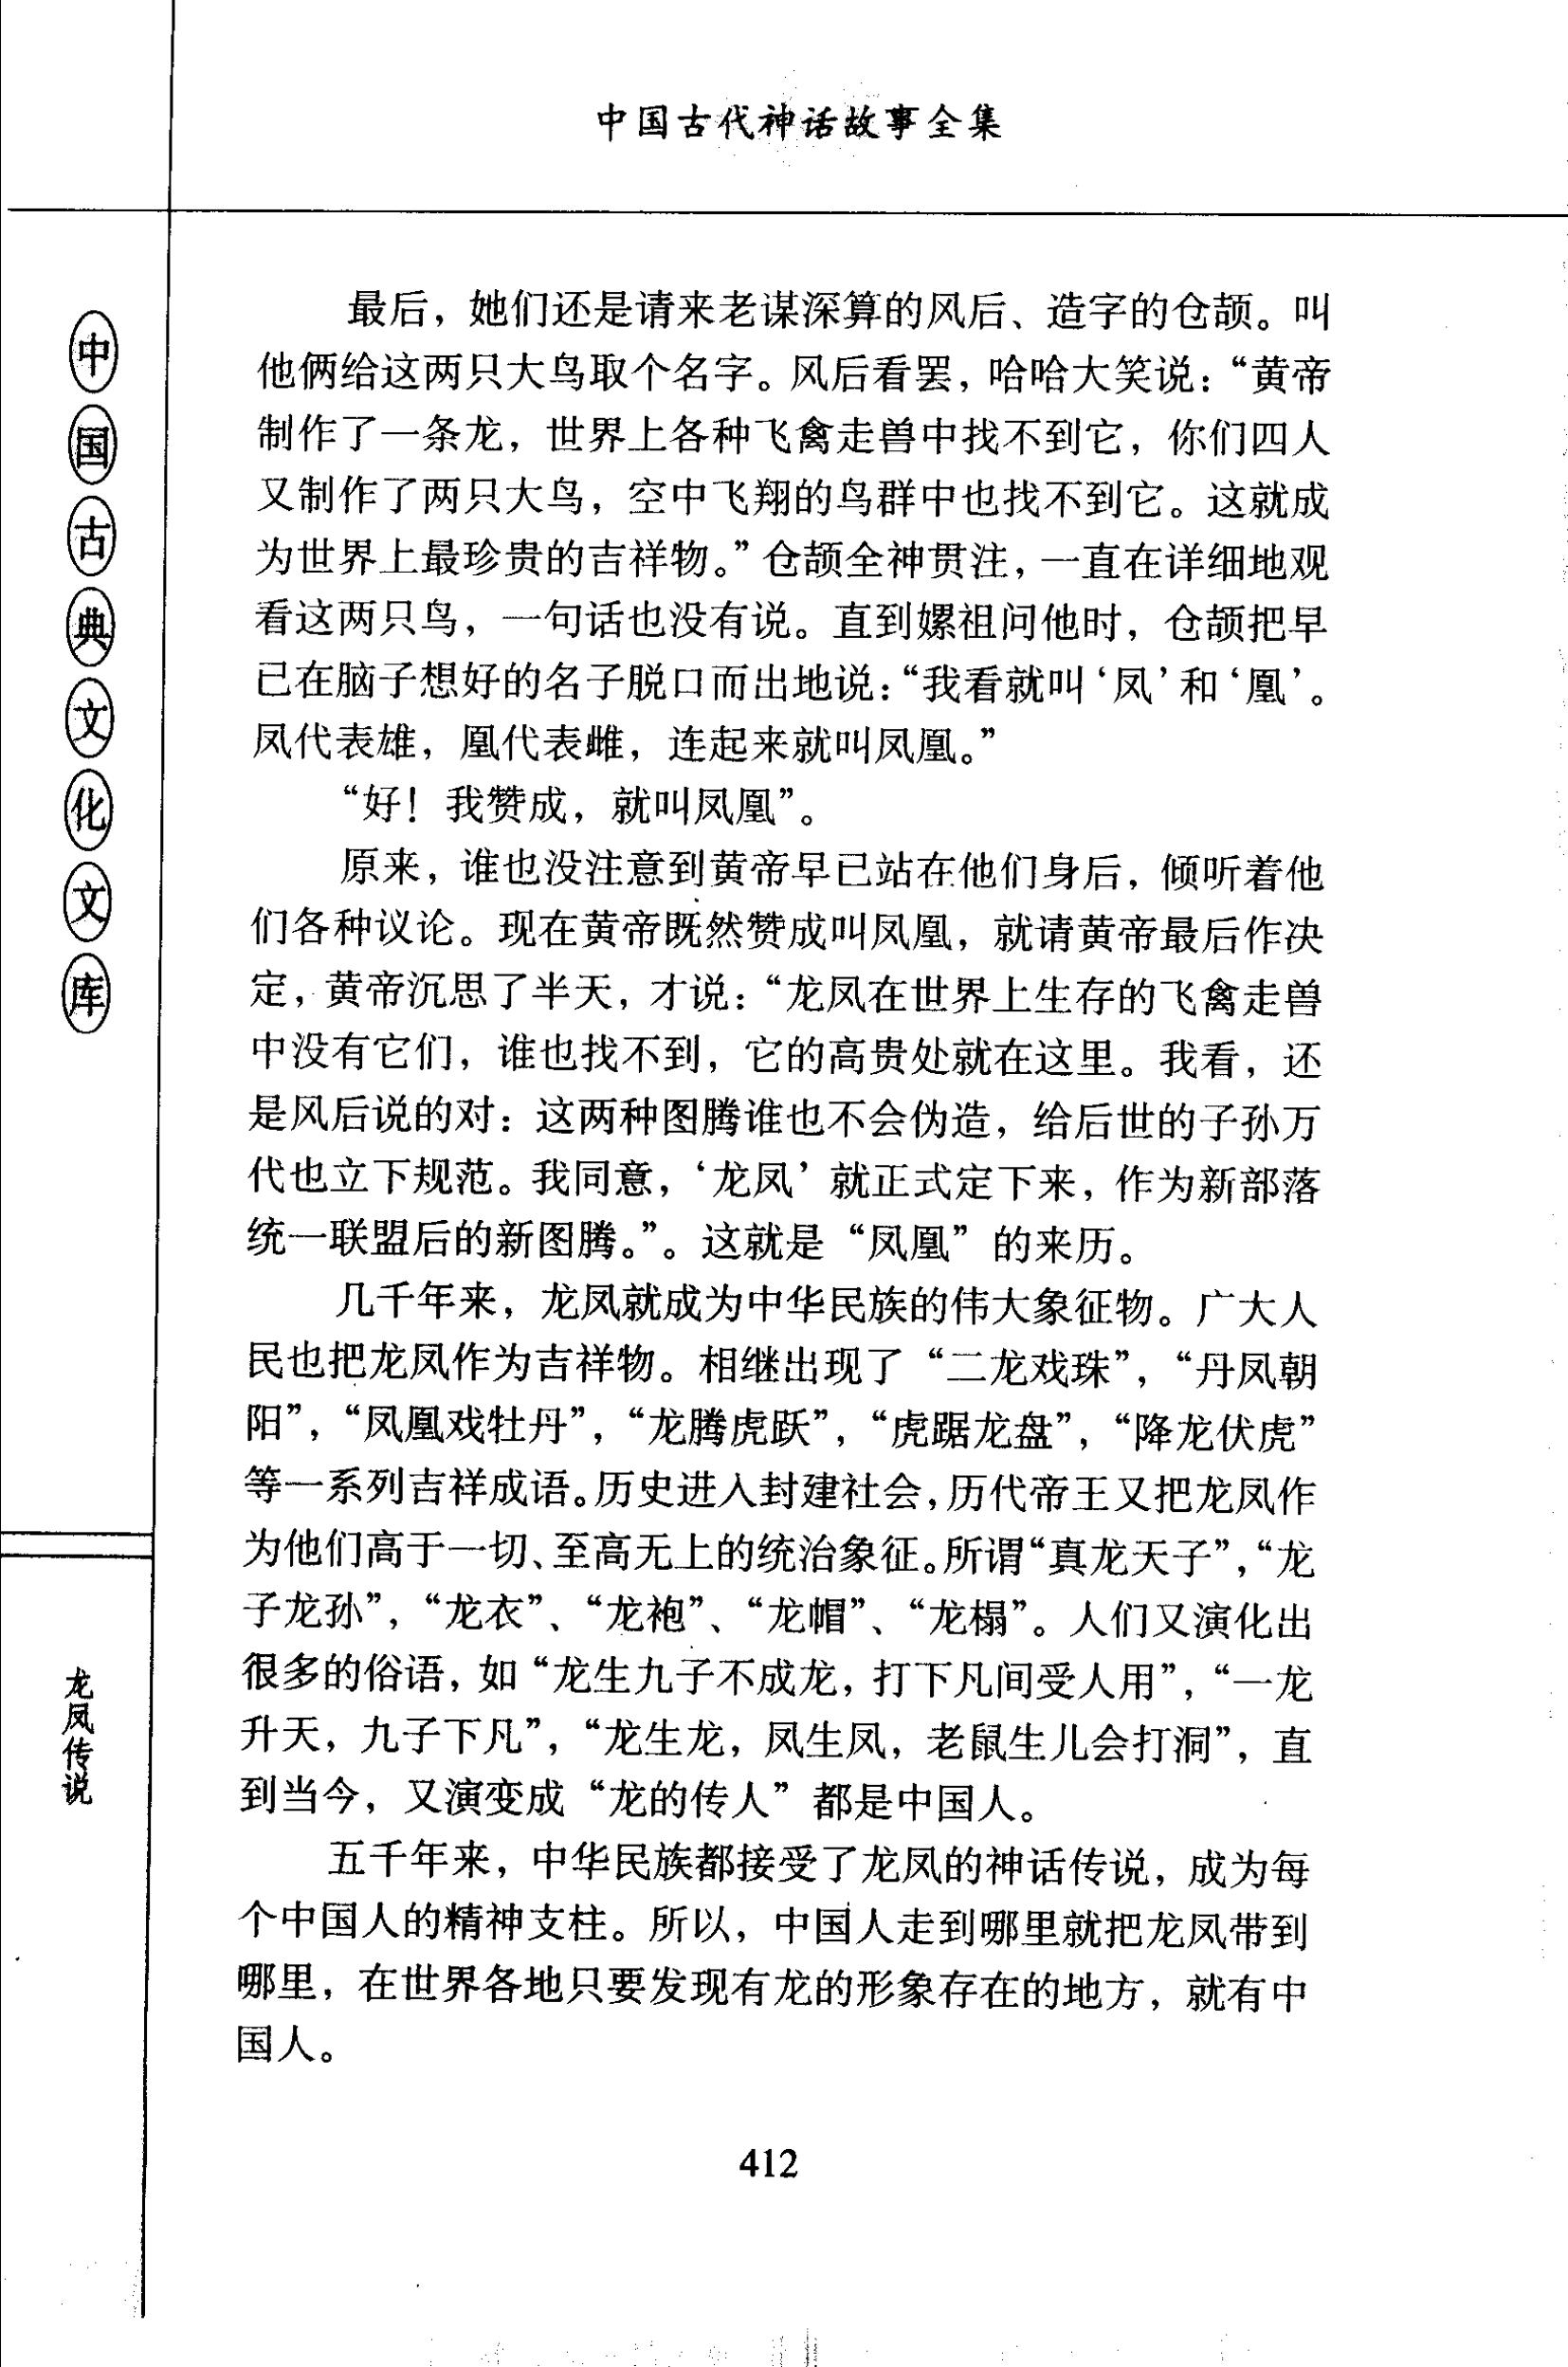 中国古代神话故事全集
中国古典文化文库
龙凤传说
最后，她们还是请来老谋深算的风后、造字的仓颉。叫
他俩给这两只大鸟取个名字。风后看罢，哈哈大笑说：“黄帝
制作了一条龙，世界上各种飞禽走兽中找不到它，你们四人
又制作了两只大鸟，空中飞翔的鸟群中也找不到它。这就成
为世界上最珍贵的吉祥物。”仓颉全神贯注，一直在详细地观
看这两只鸟，一句话也没有说。直到嫘祖问他时，仓颉把早
已在脑子想好的名子脱口而出地说：“我看就叫‘凤’和‘凰’。
凤代表雄，凰代表雌，连起来就叫凤凰。”
“好！我赞成，就叫凤凰”。
原来，谁也没注意到黄帝早已站在他们身后，倾听着他
们各种议论。现在黄帝既然赞成叫凤凰，就请黄帝最后作决
定，黄帝沉思了半天，才说：“龙凤在世界上生存的飞禽走兽
中没有它们，谁也找不到，它的高贵处就在这里。我看，还
是风后说的对：这两种图腾谁也不会伪造，给后世的子孙万
代也立下规范。我同意，‘龙凤’就正式定下来，作为新部落
统一联盟后的新图腾。”。这就是“凤凰”的来历。
几千年来，龙凤就成为中华民族的伟大象征物。广大人
民也把龙凤作为吉祥物。相继出现了“二龙戏珠”，“丹凤朝
阳”，“凤凰戏牡丹”，“龙腾虎跃”，“虎踞龙盘”，“降龙伏虎”
等一系列吉祥成语。历史进入封建社会，历代帝王又把龙凤作
为他们高于一切、至高无上的统治象征。所谓“真龙天子”，“龙
子龙孙”，“龙衣”、“龙袍”、“龙帽”、“龙榻”。人们又演化出
很多的俗语，如“龙生九子不成龙，打下凡间受人用”，“一龙
升天，九子下凡”，“龙生龙，凤生凤，老鼠生儿会打洞”，直
到当今，又演变成“龙的传人”都是中国人。
五千年来，中华民族都接受了龙凤的神话传说，成为每
个中国人的精神支柱。所以，中国人走到哪里就把龙凤带到
哪里，在世界各地只要发现有龙的形象存在的地方，就有中
国人。
412